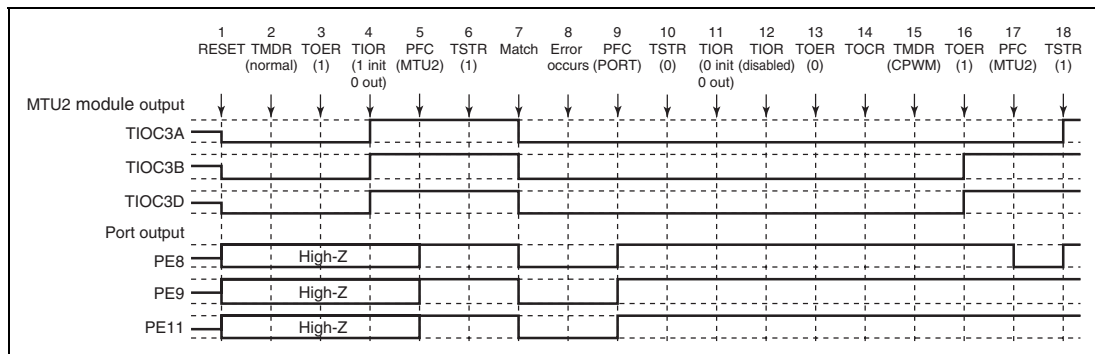 1 2 3 4 5 6 7 8 9 10 11 12 13 14 15 16 17 18
RESET TMDR TOER TIOR PFC TSTR Match Error PFC TSTR TIOR TIOR TOER TOCR TMDR TOER PFC TSTR
(normal) (1) (1 init (MTU2) (1) occurs (PORT) (0) (0 init (disabled) (0) (CPWM) (1) (MTU2) (1)
0 out) 0 out)
MTU2 module output
TIOC3A
TIOC3B
TIOC3D
Port output
PE8 High-Z
PE9 High-Z
PE11 High-Z